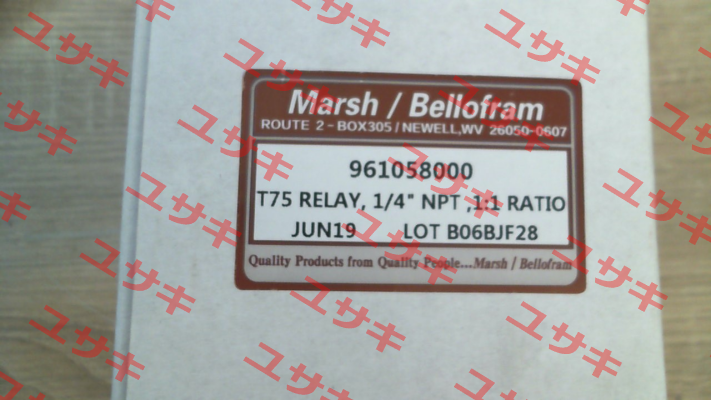 Marsh / Bellofram
ROUTE 2 - BOX305 / NEWELL,WV 26050-0607
961058000
T75 RELAY, 1/4" NPT ,1:1 RATIO
JUN19 LOT B06BJF28
Quality Products from Quality People...Marsh / Bellofram
ユサキ